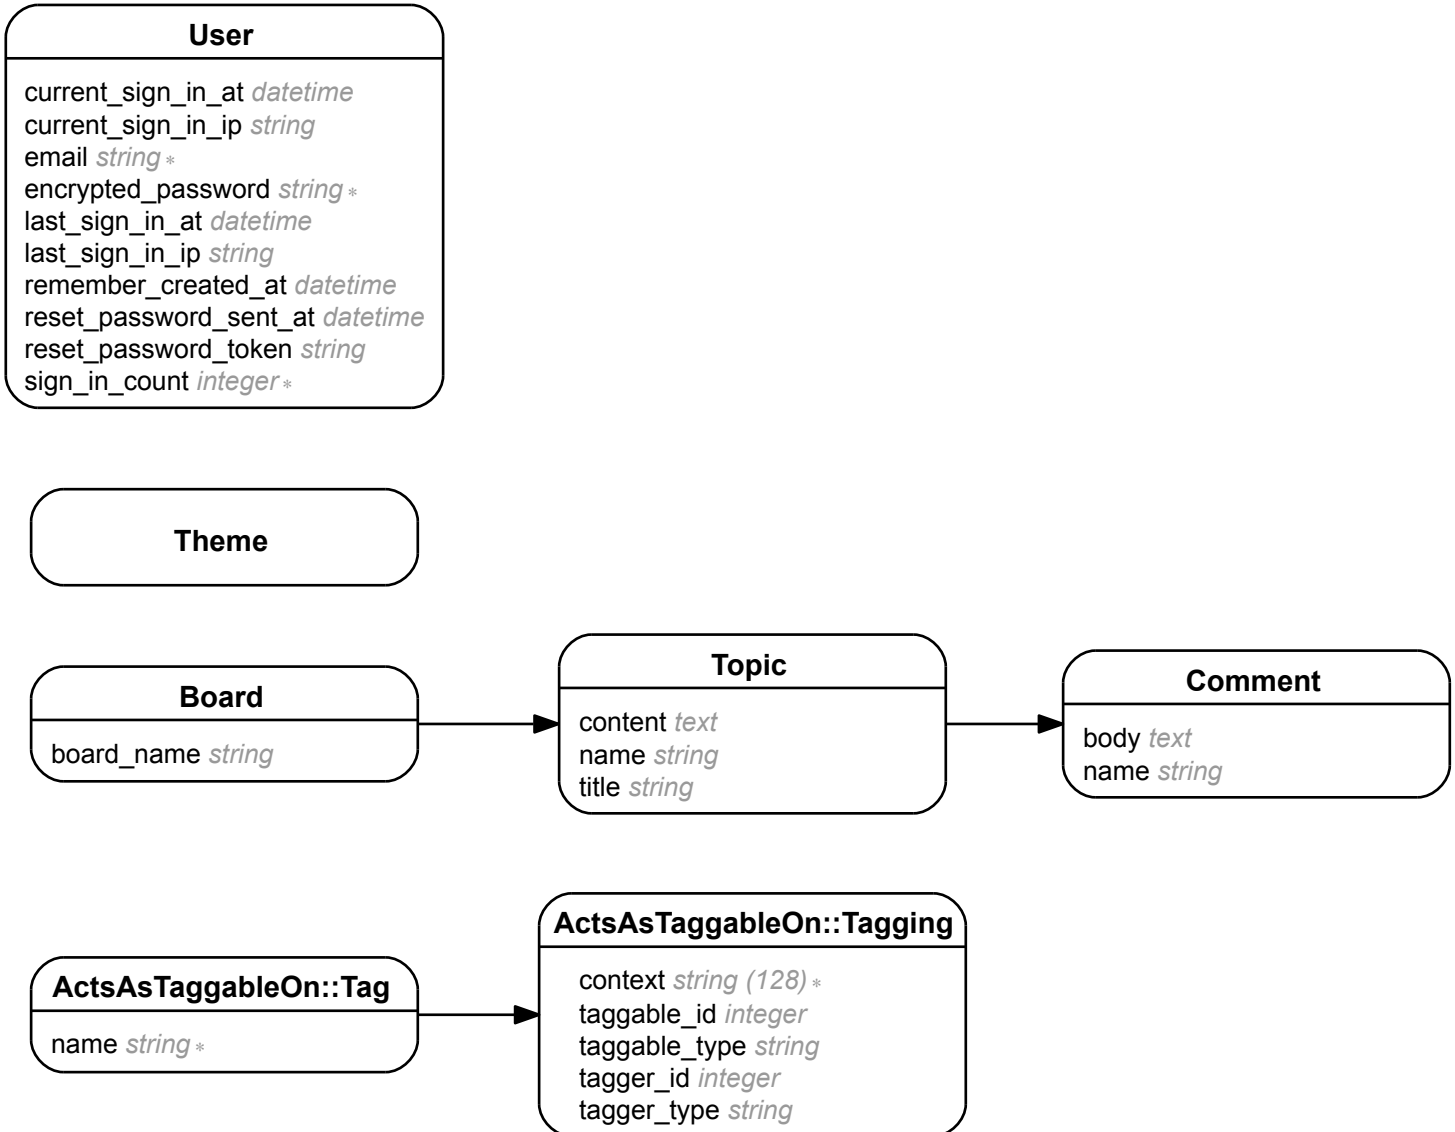 User
current_sign_in_at datetime
current_sign_in_ip string
email string *
encrypted_password string *
last_sign_in_at datetime
last_sign_in_ip string
remember_created_at datetime
reset_password_sent_at datetime
reset_password_token string
sign_in_count integer *
Theme
Board
board_name string
Topic
content text
name string
title string
Comment
body text
name string
ActsAsTaggableOn::Tag
name string *
ActsAsTaggableOn::Tagging
context string (128) *
taggable_id integer
taggable_type string
tagger_id integer
tagger_type string